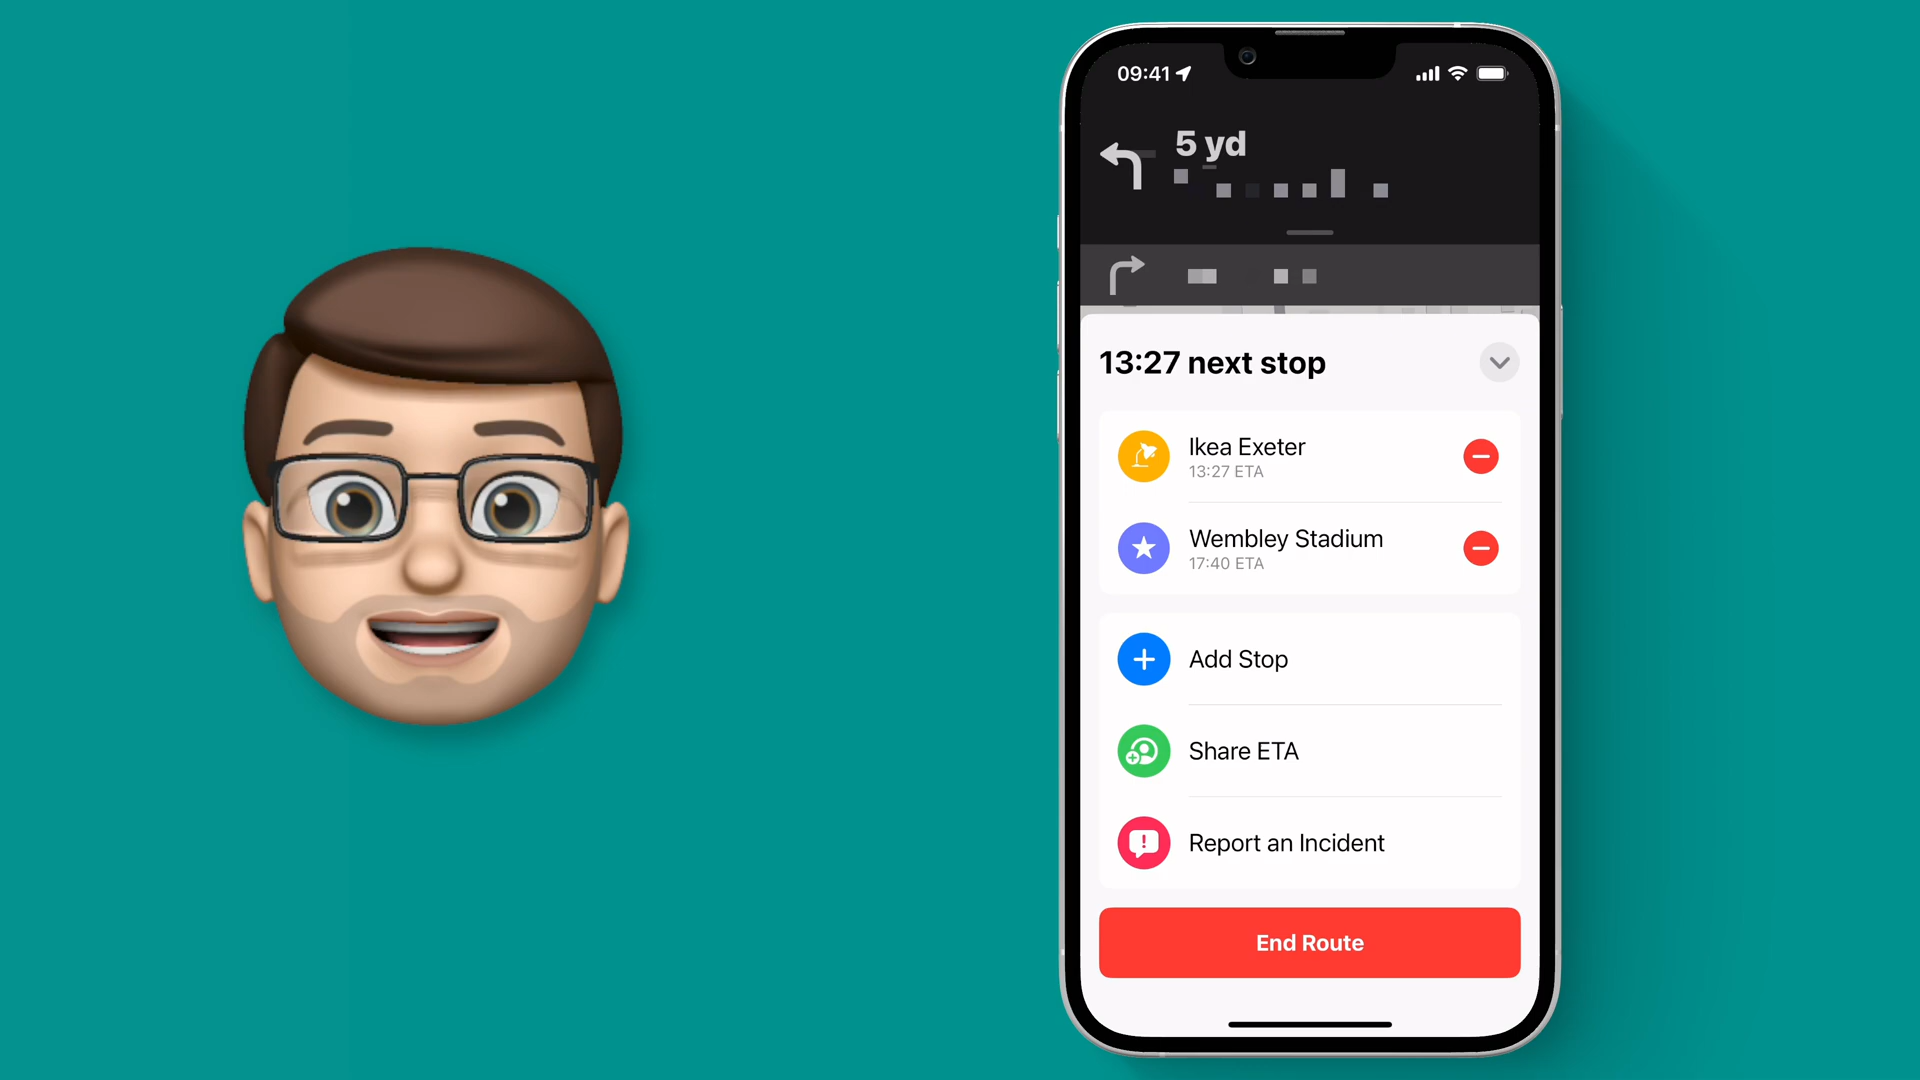 09:41
5 yd
13:27 next stop
Ikea Exeter
13:27 ETA
Wembley Stadium
17:40 ETA
Add Stop
Share ETA
Report an Incident
End Route